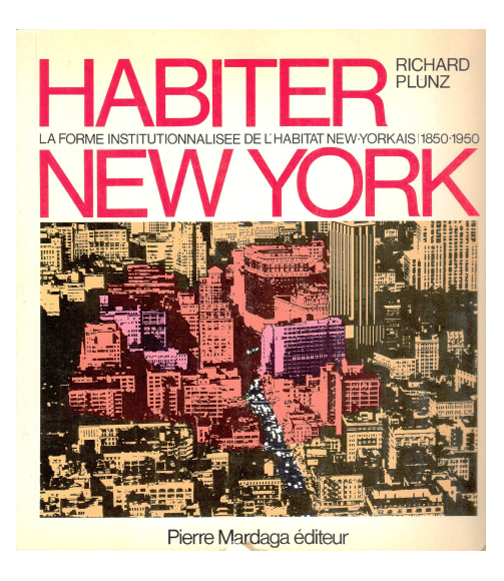 HABITER
RICHARD
PLUNZ
LA FORME INSTITUTIONNALISEE DE L'HABITAT NEW·YORKAIS | 1850·1950
NEW YORK
Pierre Mardaga éditeur